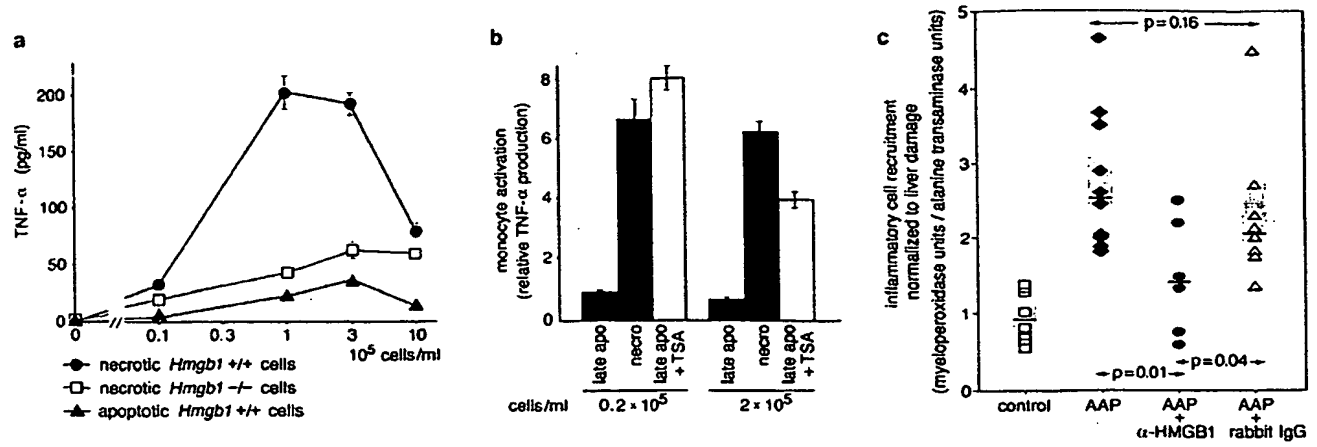 a
TNF-α (pg/ml)
200
150
100
50
0
0 0.1 0.3 1 3 10
10⁵ cells/ml
necrotic Hmgb1 +/+ cells
necrotic Hmgb1 −/− cells
apoptotic Hmgb1 +/+ cells
b
monocyte activation
(relative TNF-α production)
8
6
4
2
0
late apo
necro
late apo
+ TSA
late apo
necro
late apo
+ TSA
cells/ml 0.2 × 10⁵ 2 × 10⁵
c
inflammatory cell recruitment
normalized to liver damage
(myeloperoxidase units / alanine transaminase units)
5
4
3
2
1
0
p=0.16
p=0.04
p=0.01
control AAP AAP AAP
+ +
α-HMGB1 rabbit IgG